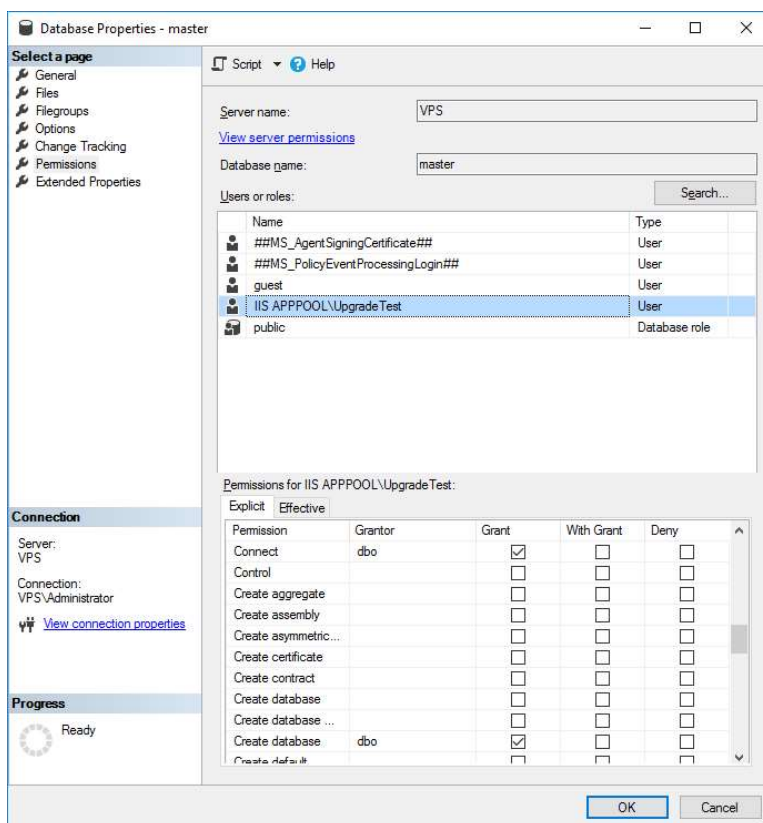 Database Properties - master
Select a page
General
Files
Filegroups
Options
Change Tracking
Permissions
Extended Properties
Script Help
Server name: VPS
View server permissions
Database name: master
Users or roles: Search...
Name Type
##MS_AgentSigningCertificate## User
##MS_PolicyEventProcessingLogin## User
guest User
IIS APPPOOL\UpgradeTest User
public Database role
Permissions for IIS APPPOOL\UpgradeTest:
Explicit Effective
Permission Grantor Grant With Grant Deny
Connect dbo
Control
Create aggregate
Create assembly
Create asymmetric...
Create certificate
Create contract
Create database
Create database ...
Create database dbo
Create default
Connection
Server:
VPS
Connection:
VPS\Administrator
View connection properties
Progress
Ready
OK Cancel